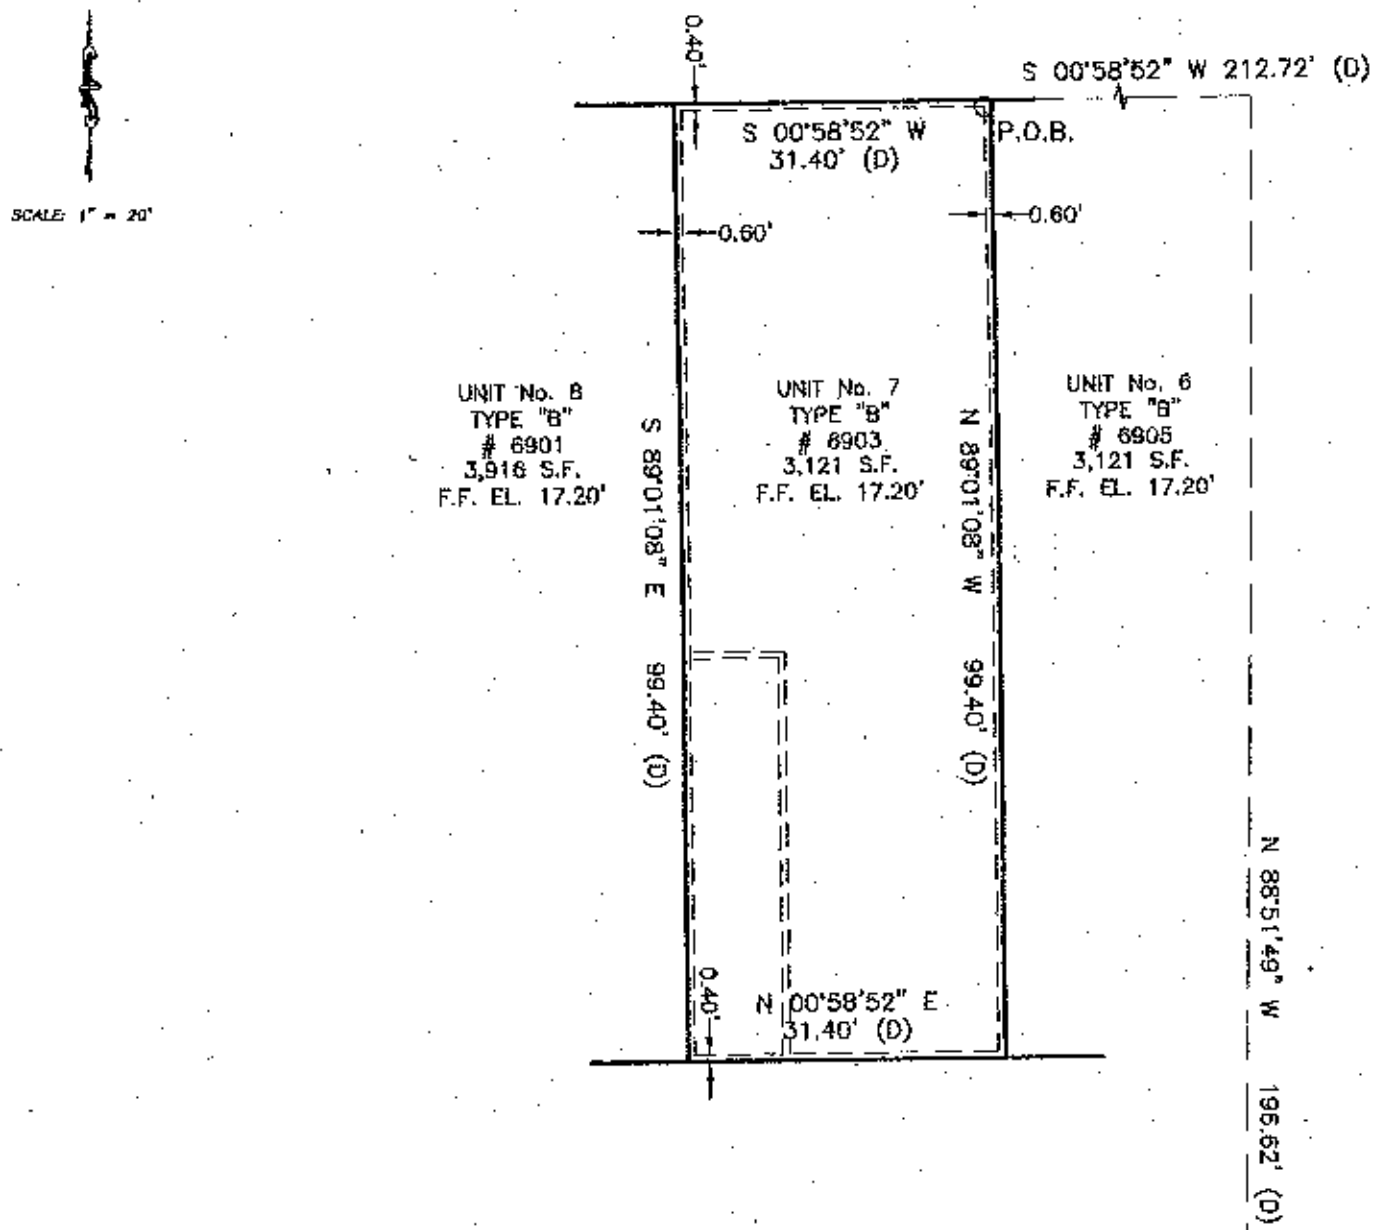 0.40'
S 00°58'52" W 212.72' (D)
S 00°58'52" W
31.40' (D)
P.O.B.
SCALE: 1" = 20'
0.60'
0.60'
UNIT No. 8
TYPE "B"
# 6901
3,916 S.F.
F.F. EL. 17.20'
S 89°01'08" E 99.40' (D)
UNIT No. 7
TYPE "B"
# 6903
3,121 S.F.
F.F. EL. 17.20'
N 89°01'08" W 99.40' (D)
UNIT No. 6
TYPE "B"
# 6905
3,121 S.F.
F.F. EL. 17.20'
N 88°51'49" W 196.62' (D)
0.40'
N 00°58'52" E
31.40' (D)